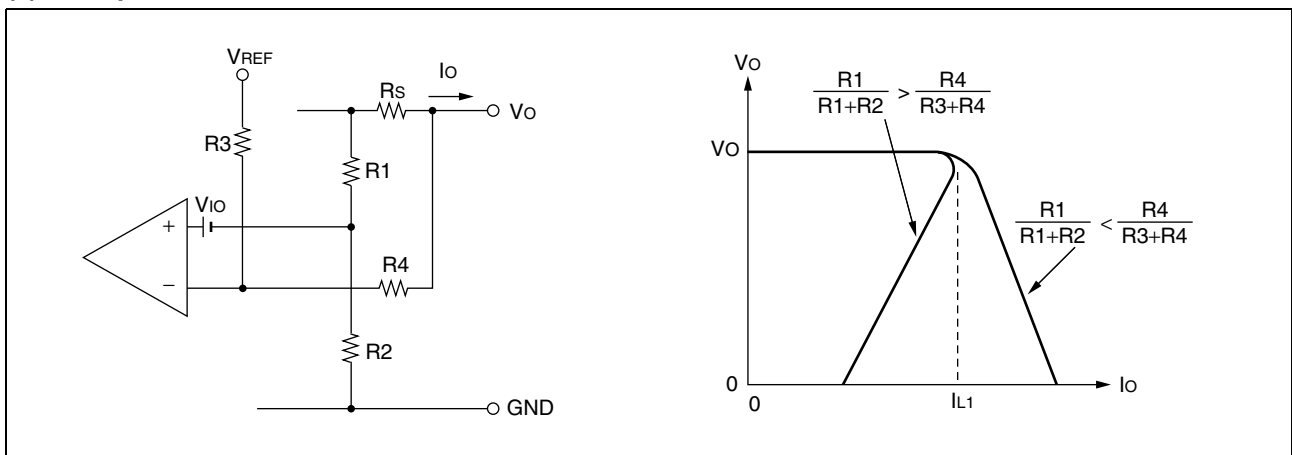 VREF
IO
RS
VO
R3
R1
VIO
+
−
R4
R2
GND
VO
R1
R1+R2
>
R4
R3+R4
VO
R1
R1+R2
<
R4
R3+R4
0
0
IL1
IO